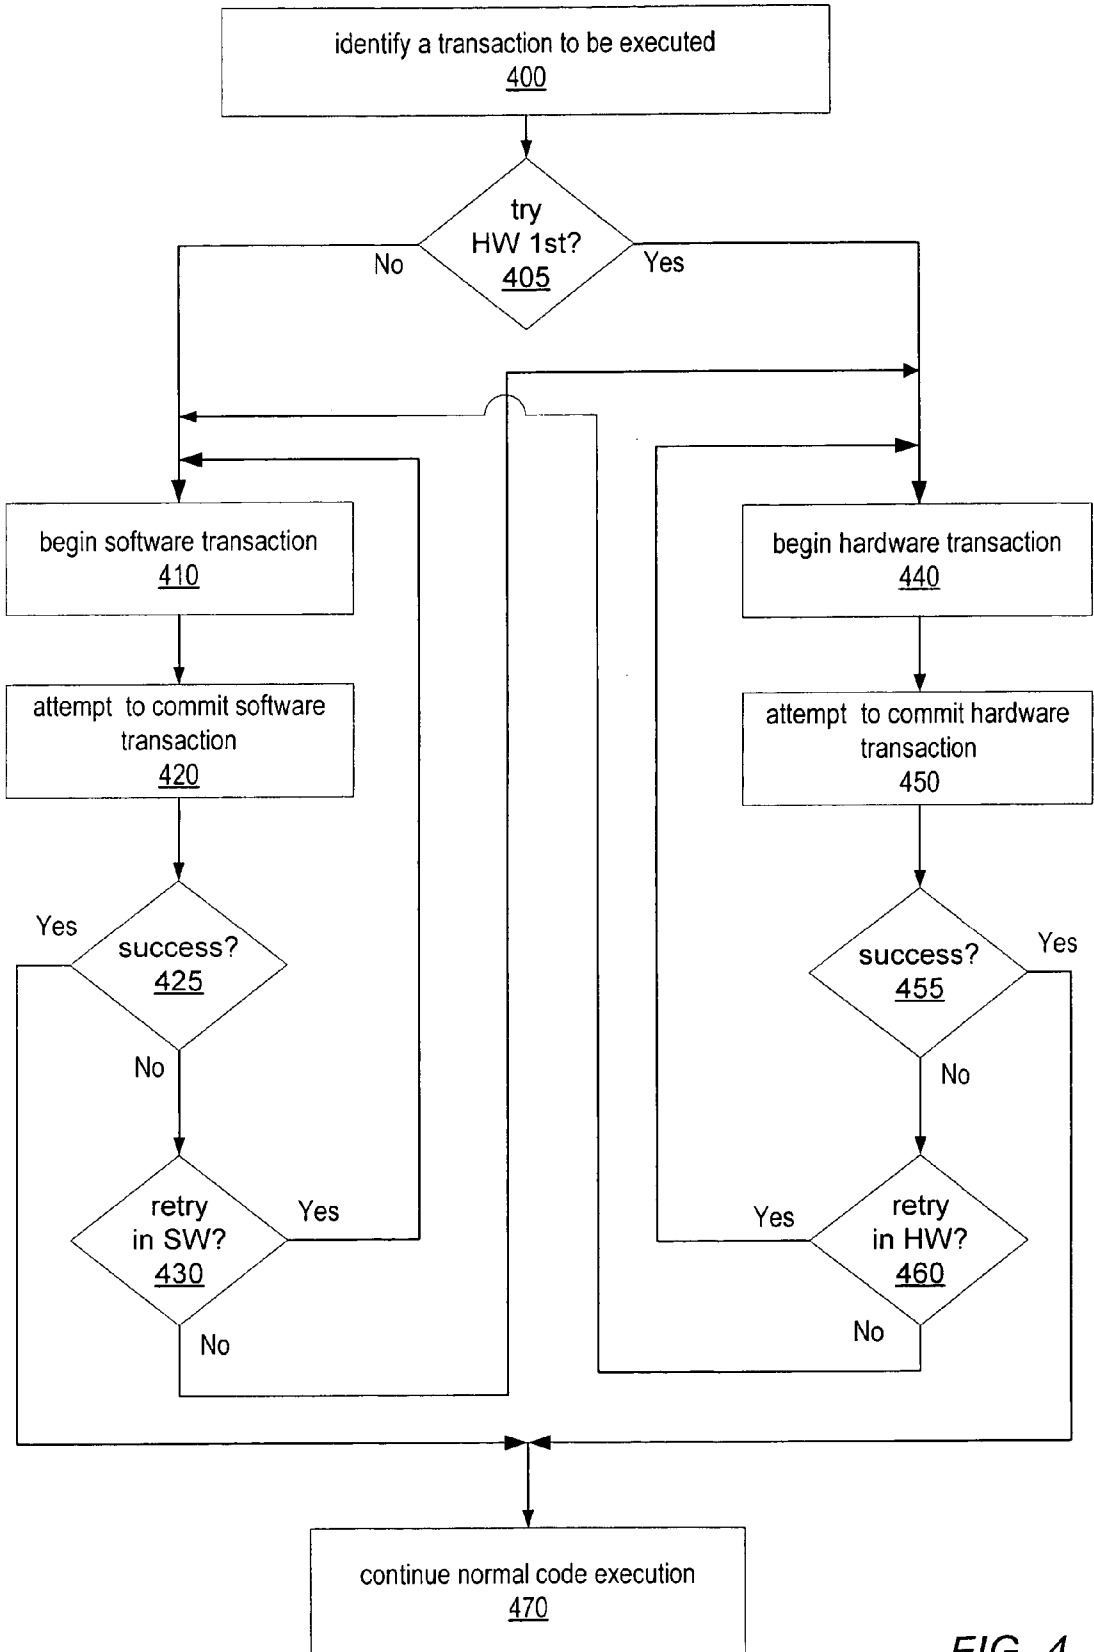 identify a transaction to be executed
400
try
HW 1st?
405
No
Yes
begin software transaction
410
begin hardware transaction
440
attempt to commit software
transaction
420
attempt to commit hardware
transaction
450
Yes
success?
425
No
success?
455
Yes
No
retry
in SW?
430
Yes
No
Yes
retry
in HW?
460
No
continue normal code execution
470
FIG. 4